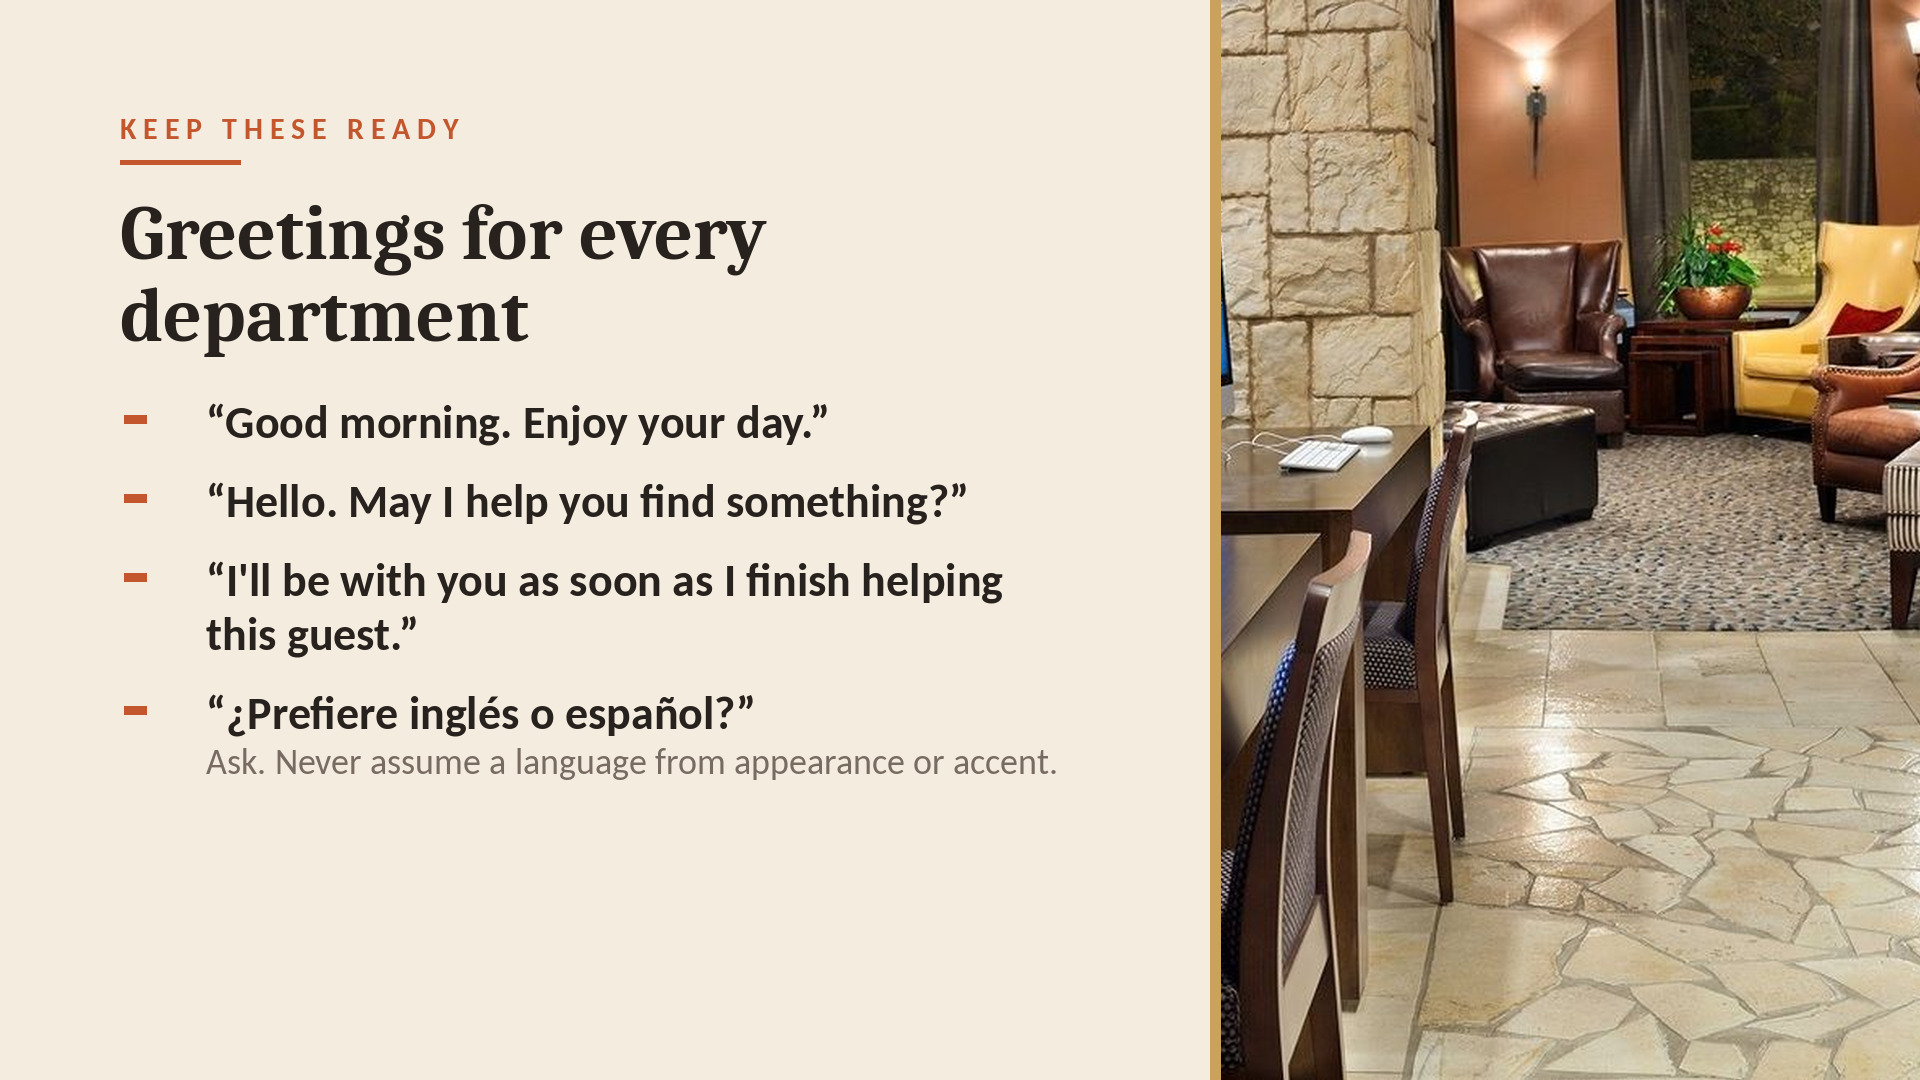 KEEP THESE READY
Greetings for every
department
“Good morning. Enjoy your day.”
“Hello. May I help you find something?”
“I'll be with you as soon as I finish helping
this guest.”
“¿Prefiere inglés o español?”
Ask. Never assume a language from appearance or accent.